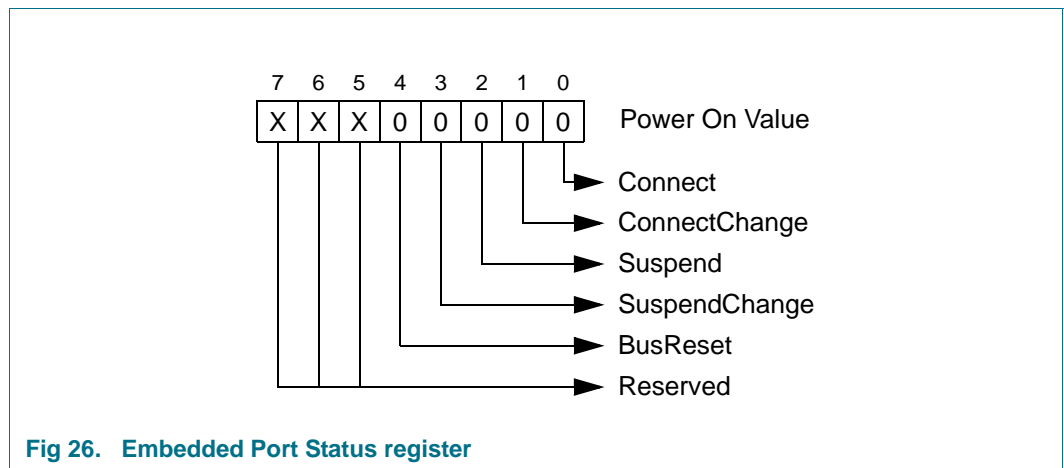 7 6 5 4 3 2 1 0
X X X 0 0 0 0 0 Power On Value
Connect
ConnectChange
Suspend
SuspendChange
BusReset
Reserved
Fig 26. Embedded Port Status register